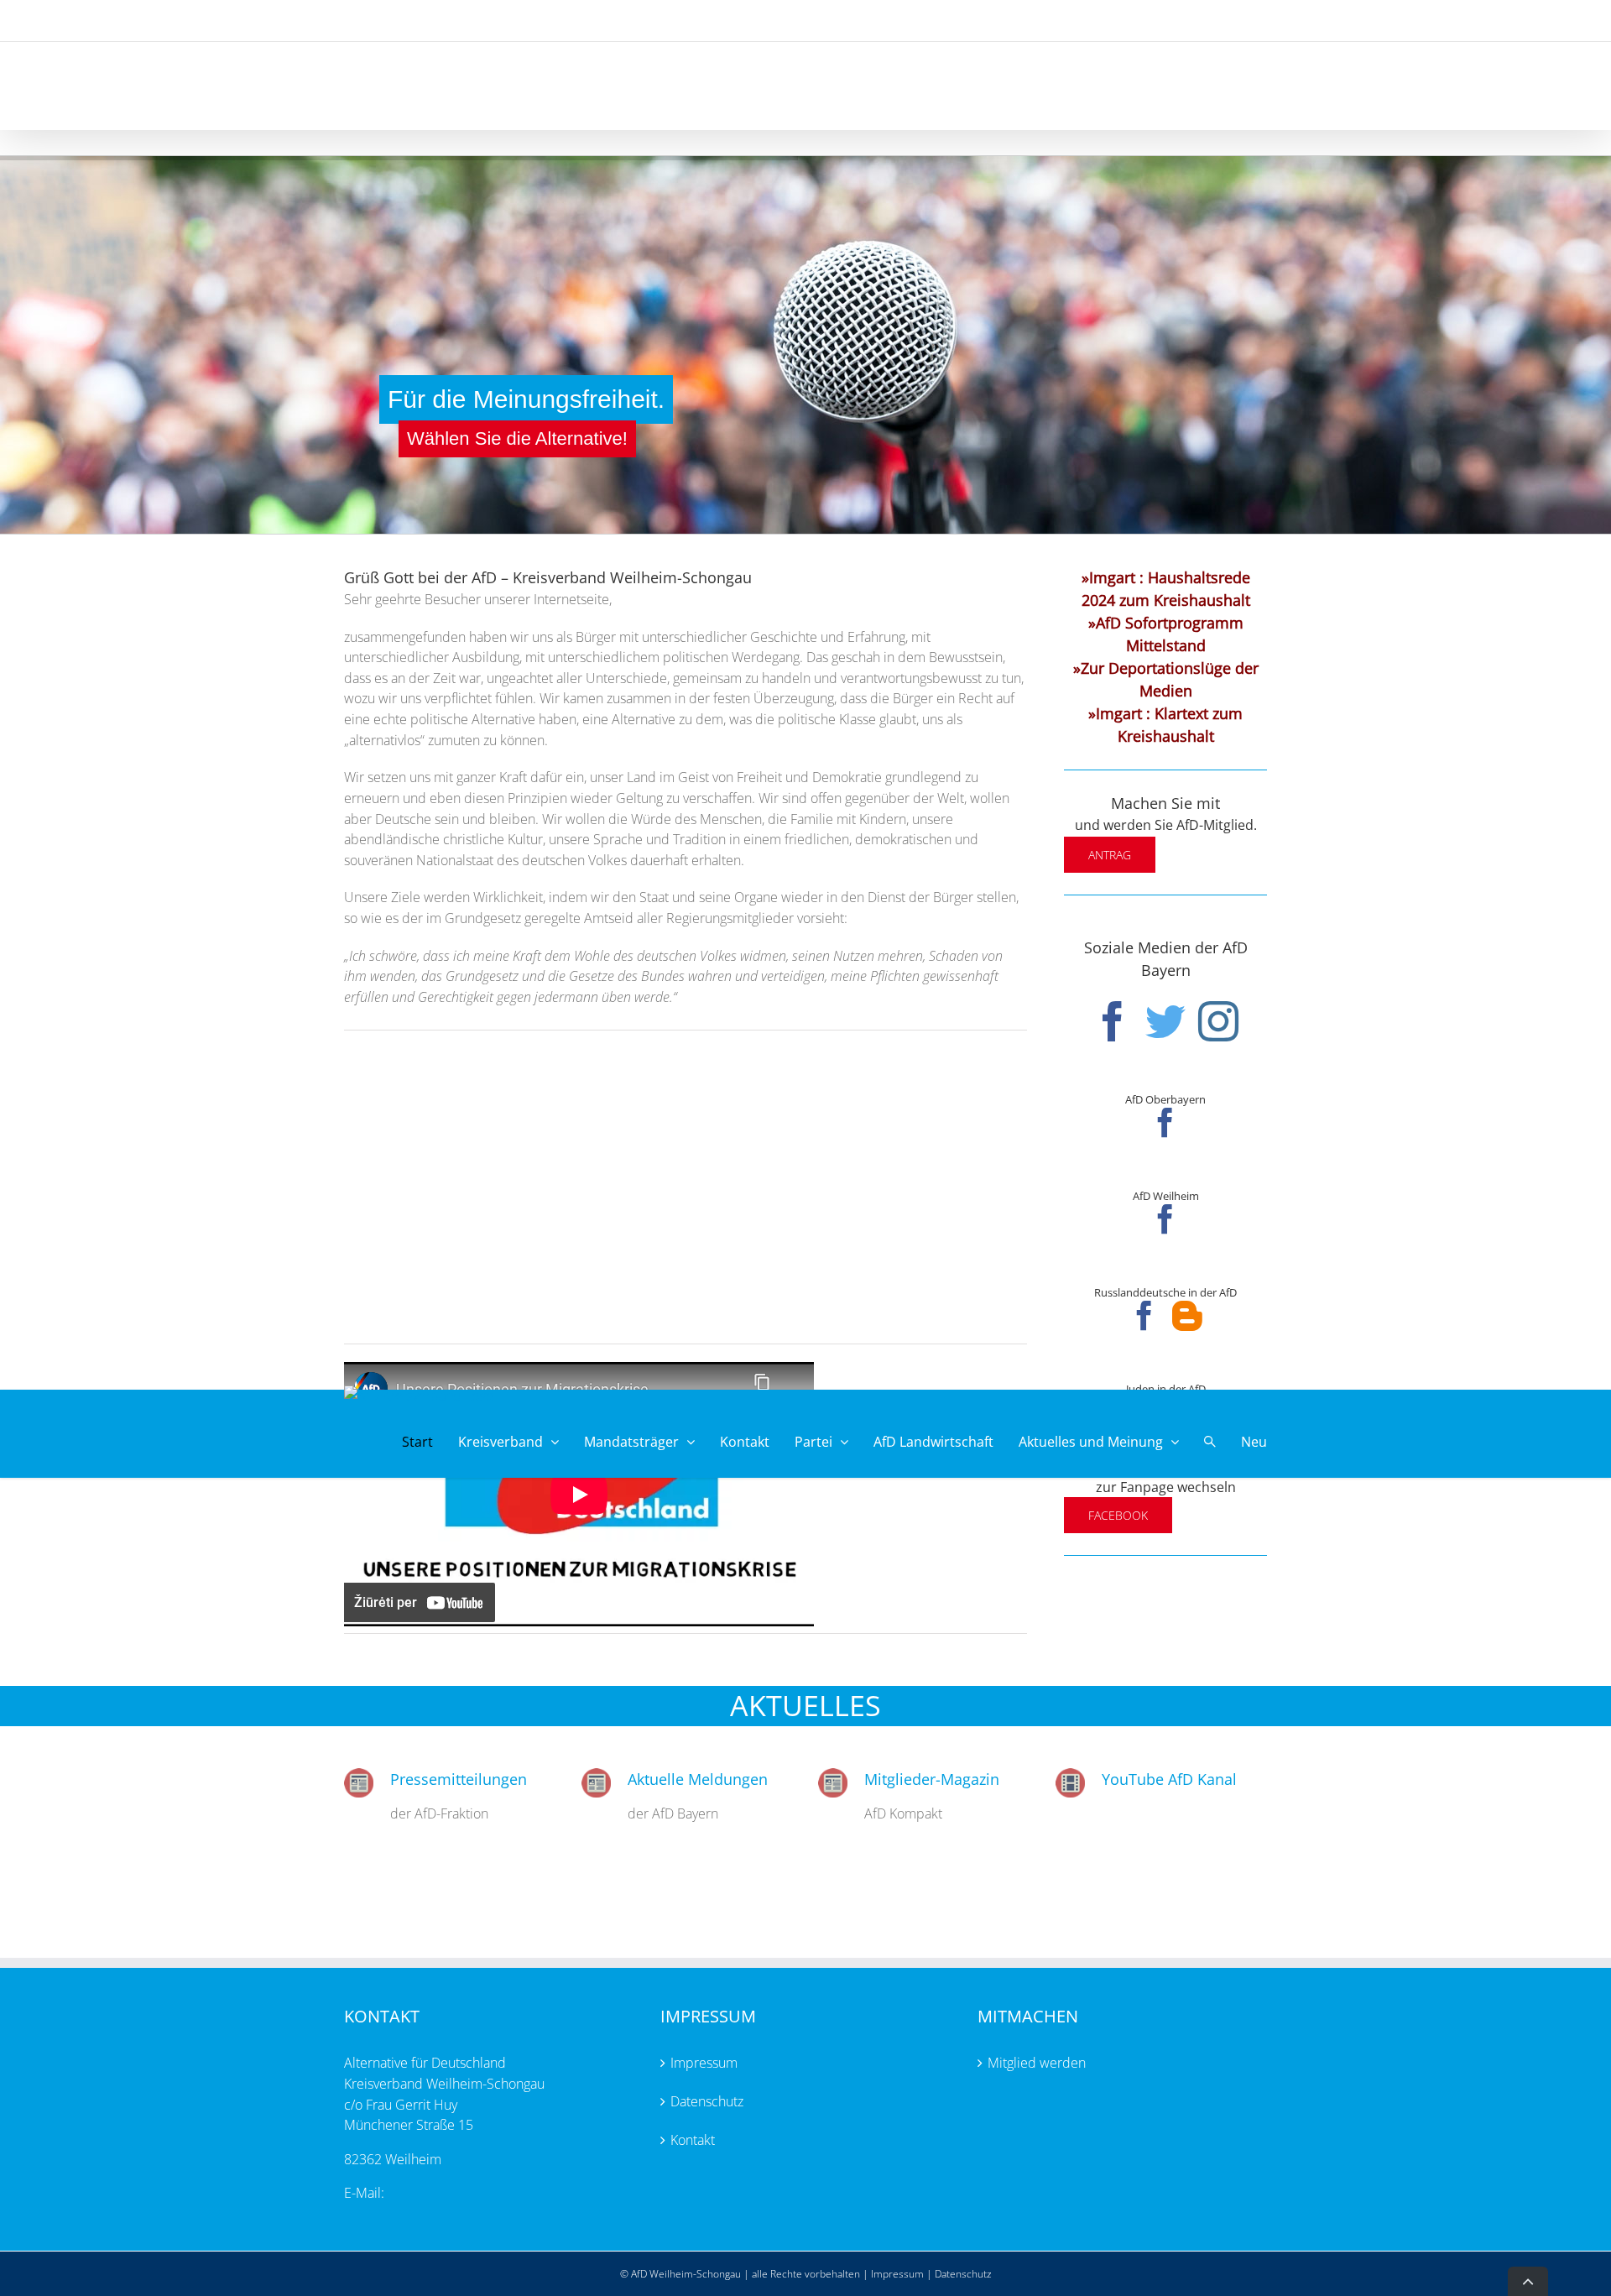 Für die Meinungsfreiheit.
Wählen Sie die Alternative!
Grüß Gott bei der AfD – Kreisverband Weilheim-Schongau
Sehr geehrte Besucher unserer Internetseite,
zusammengefunden haben wir uns als Bürger mit unterschiedlicher Geschichte und Erfahrung, mit
unterschiedlicher Ausbildung, mit unterschiedlichem politischen Werdegang. Das geschah in dem Bewusstsein,
dass es an der Zeit war, ungeachtet aller Unterschiede, gemeinsam zu handeln und verantwortungsbewusst zu tun,
wozu wir uns verpflichtet fühlen. Wir kamen zusammen in der festen Überzeugung, dass die Bürger ein Recht auf
eine echte politische Alternative haben, eine Alternative zu dem, was die politische Klasse glaubt, uns als
„alternativlos“ zumuten zu können.
Wir setzen uns mit ganzer Kraft dafür ein, unser Land im Geist von Freiheit und Demokratie grundlegend zu
erneuern und eben diesen Prinzipien wieder Geltung zu verschaffen. Wir sind offen gegenüber der Welt, wollen
aber Deutsche sein und bleiben. Wir wollen die Würde des Menschen, die Familie mit Kindern, unsere
abendländische christliche Kultur, unsere Sprache und Tradition in einem friedlichen, demokratischen und
souveränen Nationalstaat des deutschen Volkes dauerhaft erhalten.
Unsere Ziele werden Wirklichkeit, indem wir den Staat und seine Organe wieder in den Dienst der Bürger stellen,
so wie es der im Grundgesetz geregelte Amtseid aller Regierungsmitglieder vorsieht:
„Ich schwöre, dass ich meine Kraft dem Wohle des deutschen Volkes widmen, seinen Nutzen mehren, Schaden von
ihm wenden, das Grundgesetz und die Gesetze des Bundes wahren und verteidigen, meine Pflichten gewissenhaft
erfüllen und Gerechtigkeit gegen jedermann üben werde.“
»Imgart : Haushaltsrede
2024 zum Kreishaushalt
»AfD Sofortprogramm
Mittelstand
»Zur Deportationslüge der
Medien
»Imgart : Klartext zum
Kreishaushalt
Machen Sie mit
und werden Sie AfD-Mitglied.
ANTRAG
Soziale Medien der AfD
Bayern
AfD Oberbayern
AfD Weilheim
Russlanddeutsche in der AfD
Juden in der AfD
AfD
Unsere Positionen zur Migrationskrise
Start
Kreisverband
Mandatsträger
Kontakt
Partei
AfD Landwirtschaft
Aktuelles und Meinung
Neu
Deutschland
UNSERE POSITIONEN ZUR MIGRATIONSKRISE
Žiūrėti per YouTube
zur Fanpage wechseln
FACEBOOK
AKTUELLES
Pressemitteilungen
der AfD-Fraktion
Aktuelle Meldungen
der AfD Bayern
Mitglieder-Magazin
AfD Kompakt
YouTube AfD Kanal
KONTAKT
Alternative für Deutschland
Kreisverband Weilheim-Schongau
c/o Frau Gerrit Huy
Münchener Straße 15
82362 Weilheim
E-Mail:
IMPRESSUM
Impressum
Datenschutz
Kontakt
MITMACHEN
Mitglied werden
© AfD Weilheim-Schongau | alle Rechte vorbehalten | Impressum | Datenschutz